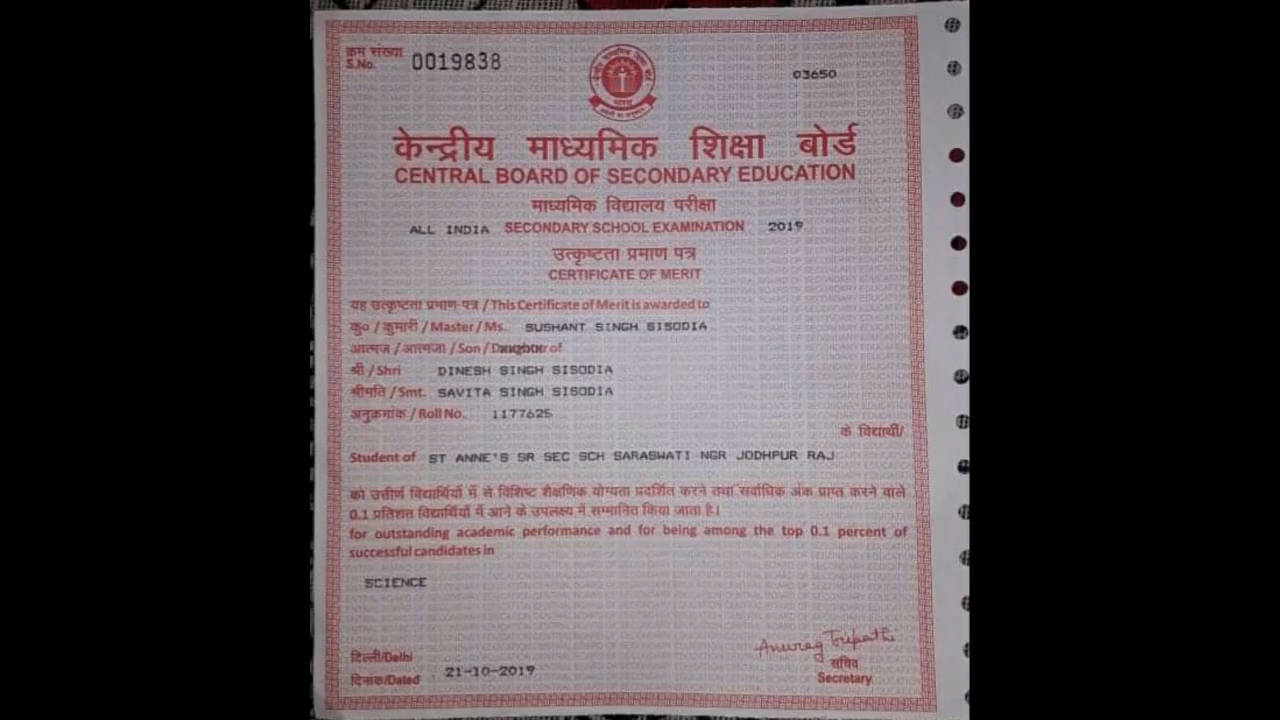 क्रम संख्या
S.No. 0019838
03650
केन्द्रीय माध्यमिक शिक्षा बोर्ड
CENTRAL BOARD OF SECONDARY EDUCATION
माध्यमिक विद्यालय परीक्षा
ALL INDIA SECONDARY SCHOOL EXAMINATION 2019
उत्कृष्टता प्रमाण पत्र
CERTIFICATE OF MERIT
यह उत्कृष्टता प्रमाण-पत्र / This Certificate of Merit is awarded to
कु० / कुमारी / Master / Ms. SUSHANT SINGH SISODIA
आत्मज / आत्मजा / Son / Daughter of
श्री / Shri DINESH SINGH SISODIA
श्रीमति / Smt. SAVITA SINGH SISODIA
अनुक्रमांक / Roll No. 1177625
के विद्यार्थी/
Student of ST ANNE'S SR SEC SCH SARASWATI NGR JODHPUR RAJ
को उत्तीर्ण विद्यार्थियों में से विशिष्ट शैक्षणिक योग्यता प्रदर्शित करने तथा सर्वाधिक अंक प्राप्त करने वाले
0.1 प्रतिशत विद्यार्थियों में आने के उपलक्ष्य में सम्मानित किया जाता है।
for outstanding academic performance and for being among the top 0.1 percent of
successful candidates in
SCIENCE
Anurag Tripathi
दिल्ली/Delhi
सचिव
दिनांक/Dated 21-10-2019
Secretary